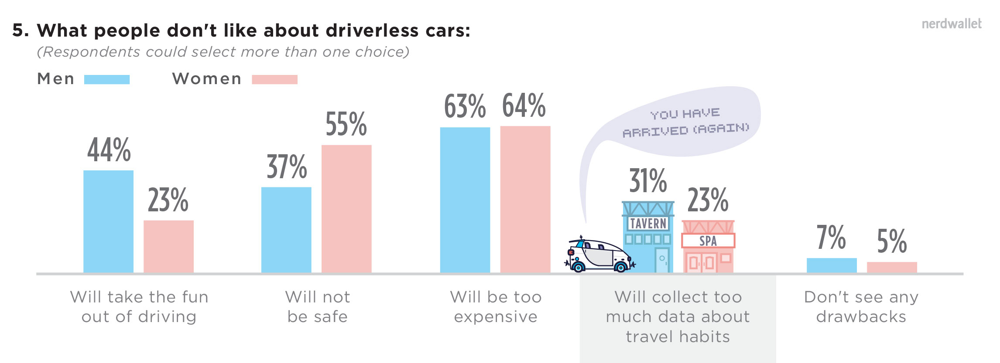 5. What people don't like about driverless cars:
nerdwallet
(Respondents could select more than one choice)
Men
Women
44%
23%
37%
55%
63%
64%
YOU HAVE
ARRIVED (AGAIN)
31%
TAVERN
23%
SPA
7%
5%
Will take the fun
out of driving
Will not
be safe
Will be too
expensive
Will collect too
much data about
travel habits
Don't see any
drawbacks